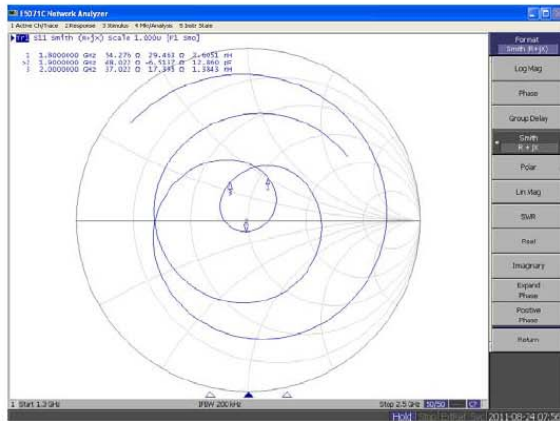 E5071C Network Analyzer
1 Active Ch/Trace 2 Response 3 Stimulus 4 Mkr/Analysis 5 Instr State
Tr1 S11 Smith (R+jX) Scale 1.000U [F1 Smo]
1 1.8000000 GHz 54.276 Ω 29.463 Ω 2.6051 nH
>2 1.9000000 GHz 48.023 Ω -6.5137 Ω 12.860 pF
3 2.0000000 GHz 37.022 Ω 17.395 Ω 1.3843 nH
Format
Smith (R+jX)
Log Mag
Phase
Group Delay
Smith
R + jX
Polar
Lin Mag
SWR
Real
Imaginary
Expand
Phase
Positive
Phase
Return
1 Start 1.3 GHz IFBW 200 kHz Stop 2.5 GHz
Hold Stop ExtRef Svc 2011-08-24 07:56